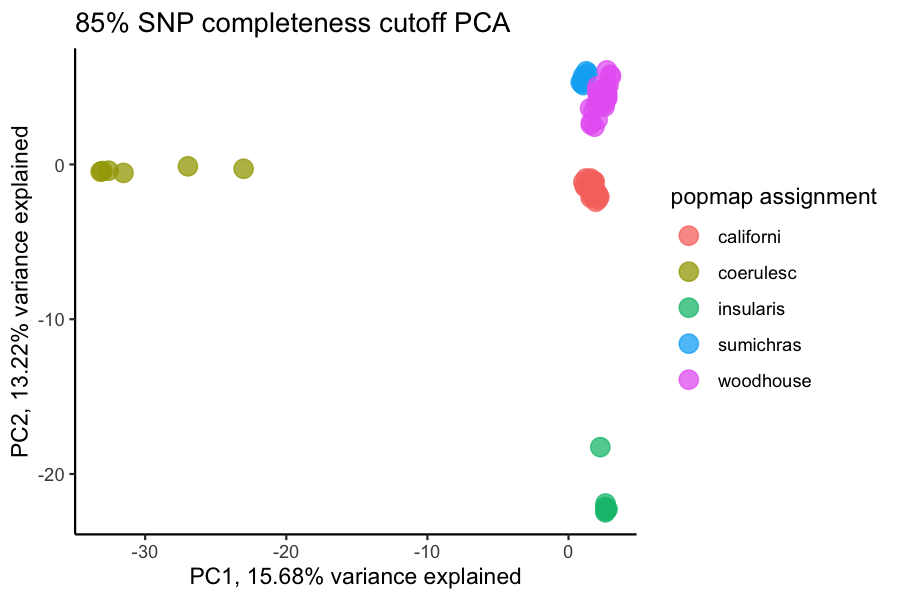 85% SNP completeness cutoff PCA
PC2, 13.22% variance explained
0
-10
-20
-30
-20
-10
0
PC1, 15.68% variance explained
popmap assignment
californi
coerulesc
insularis
sumichras
woodhouse